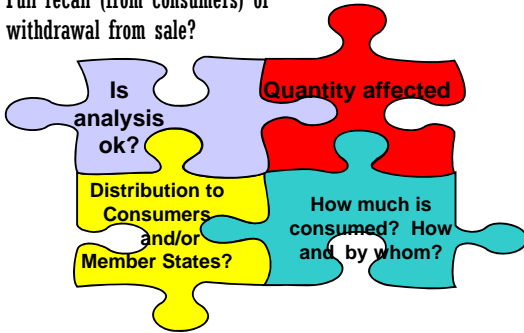 Full recall (from consumers) or
withdrawal from sale?
Is
analysis
ok?
Quantity affected
Distribution to
Consumers
and/or
Member States?
How much is
consumed? How
and by whom?